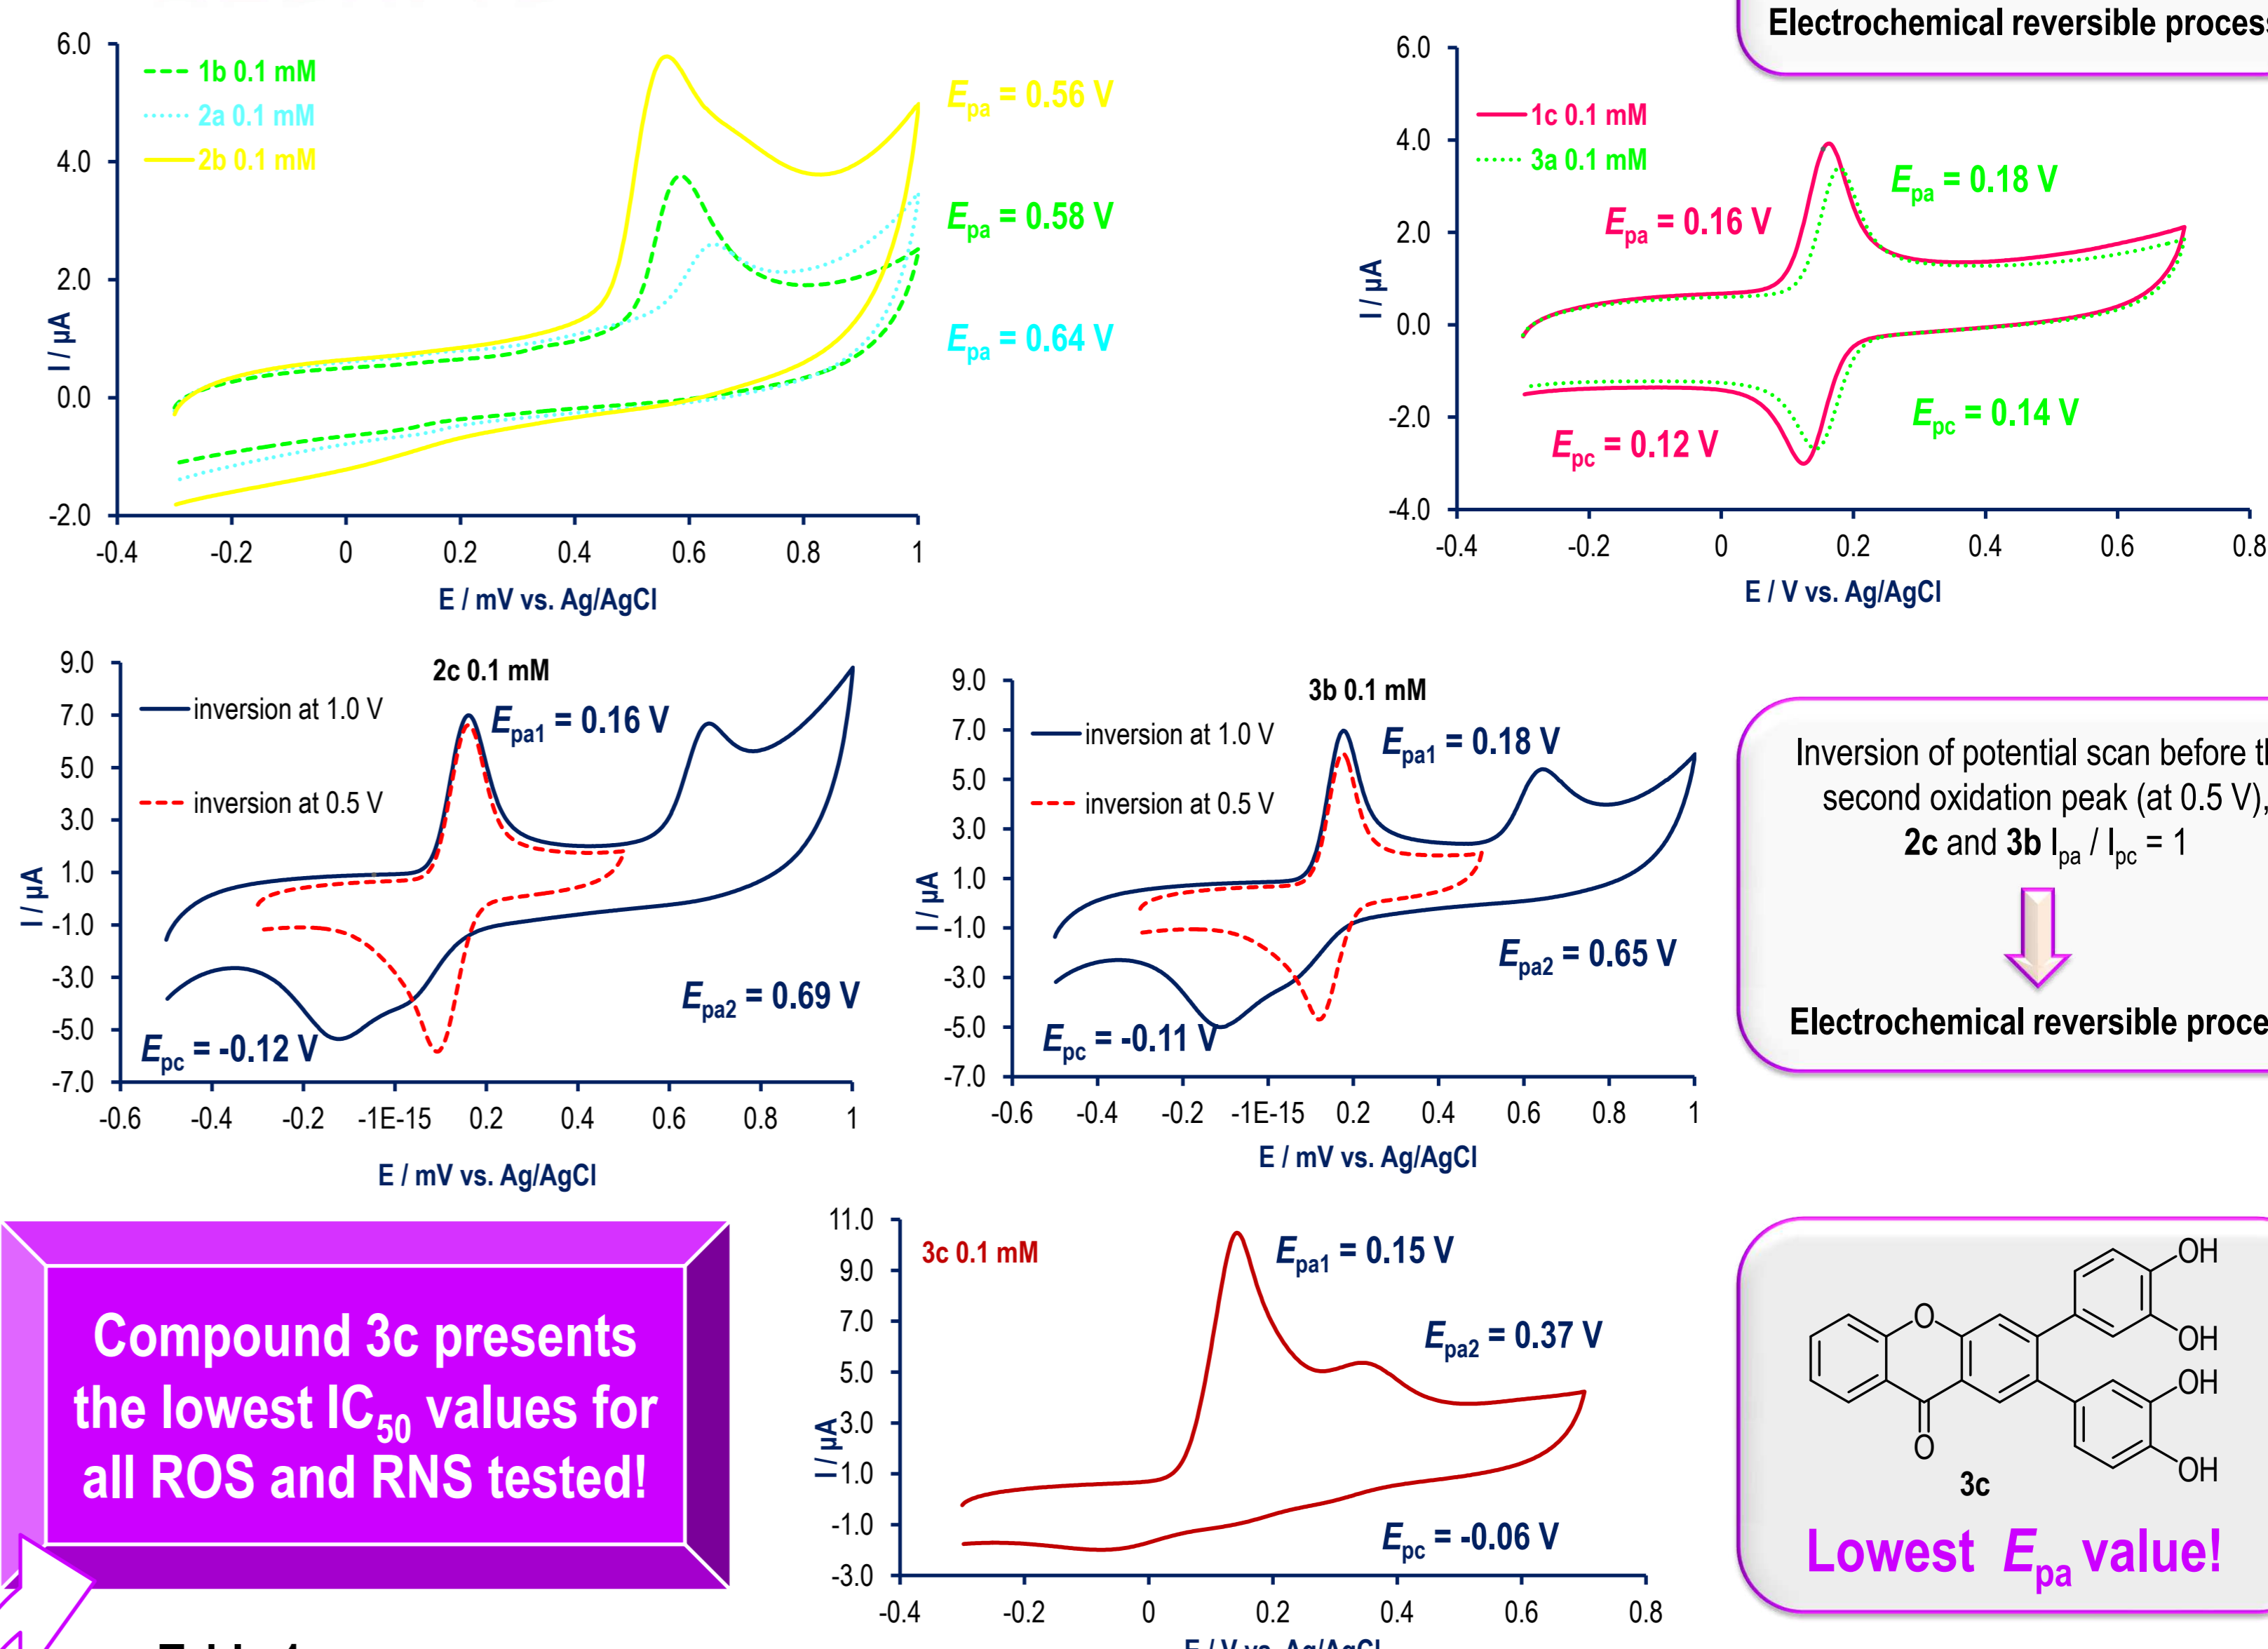 Electrochemical reversible process
6.0
4.0
2.0
0.0
-2.0
I / µA
1b 0.1 mM
2a 0.1 mM
2b 0.1 mM
Epa = 0.56 V
Epa = 0.58 V
Epa = 0.64 V
-0.4 -0.2 0 0.2 0.4 0.6 0.8 1
E / mV vs. Ag/AgCl
6.0
4.0
2.0
0.0
-2.0
-4.0
I / µA
1c 0.1 mM
3a 0.1 mM
Epa = 0.18 V
Epa = 0.16 V
Epc = 0.14 V
Epc = 0.12 V
-0.4 -0.2 0 0.2 0.4 0.6 0.8
E / V vs. Ag/AgCl
9.0
7.0
5.0
3.0
1.0
-1.0
-3.0
-5.0
-7.0
I / µA
2c 0.1 mM
inversion at 1.0 V
inversion at 0.5 V
Epa1 = 0.16 V
Epa2 = 0.69 V
Epc = -0.12 V
-0.6 -0.4 -0.2 -1E-15 0.2 0.4 0.6 0.8 1
E / mV vs. Ag/AgCl
9.0
7.0
5.0
3.0
1.0
-1.0
-3.0
-5.0
-7.0
I / µA
3b 0.1 mM
inversion at 1.0 V
inversion at 0.5 V
Epa1 = 0.18 V
Epa2 = 0.65 V
Epc = -0.11 V
-0.6 -0.4 -0.2 -1E-15 0.2 0.4 0.6 0.8 1
E / mV vs. Ag/AgCl
Inversion of potential scan before th
second oxidation peak (at 0.5 V),
2c and 3b Ipa / Ipc = 1
Electrochemical reversible proce
Compound 3c presents
the lowest IC50 values for
all ROS and RNS tested!
11.0
9.0
7.0
5.0
3.0
1.0
-1.0
-3.0
I / µA
3c 0.1 mM
Epa1 = 0.15 V
Epa2 = 0.37 V
Epc = -0.06 V
-0.4 -0.2 0 0.2 0.4 0.6 0.8
E / V vs. Ag/AgCl
OH
OH
OH
OH
O
O
3c
Lowest Epa value!